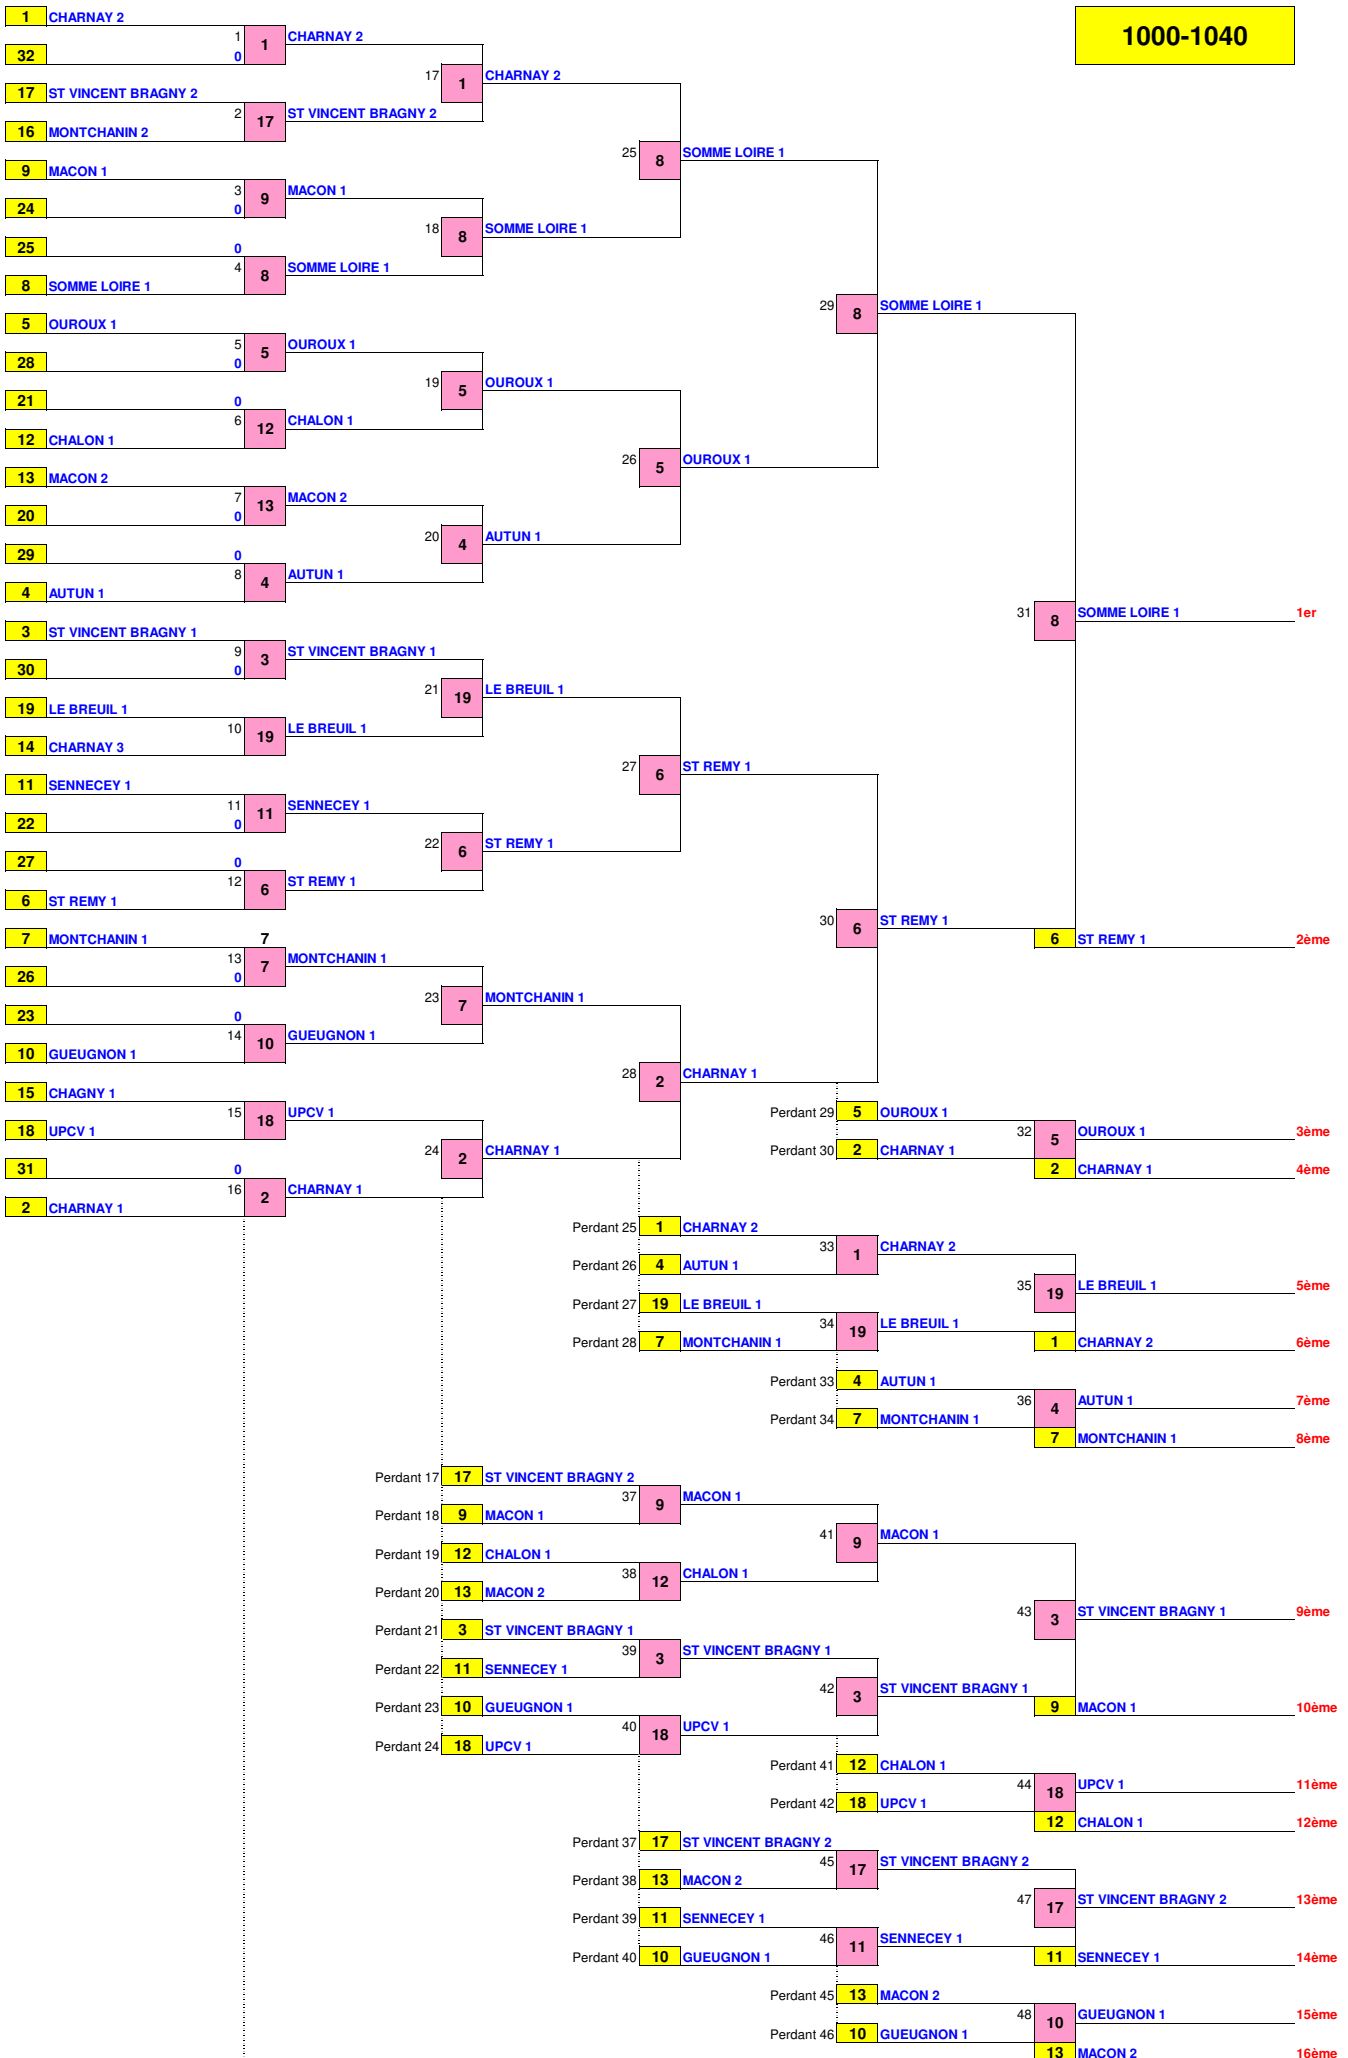 1 CHARNAY 2
1000-1040
1 1 CHARNAY 2
32 0
17 1 CHARNAY 2
17 ST VINCENT BRAGNY 2
2 17 ST VINCENT BRAGNY 2
16 MONTCHANIN 2
25 8 SOMME LOIRE 1
9 MACON 1
3 9 MACON 1
24 0
18 8 SOMME LOIRE 1
25 0
4 8 SOMME LOIRE 1
8 SOMME LOIRE 1
29 8 SOMME LOIRE 1
5 OUROUX 1
5 5 OUROUX 1
28 0
19 5 OUROUX 1
21 0
6 12 CHALON 1
12 CHALON 1
26 5 OUROUX 1
13 MACON 2
7 13 MACON 2
20 0
20 4 AUTUN 1
29 0
8 4 AUTUN 1
4 AUTUN 1
31 8 SOMME LOIRE 1 1er
3 ST VINCENT BRAGNY 1
9 3 ST VINCENT BRAGNY 1
30 0
21 19 LE BREUIL 1
19 LE BREUIL 1
10 19 LE BREUIL 1
14 CHARNAY 3
27 6 ST REMY 1
11 SENNECEY 1
11 11 SENNECEY 1
22 0
22 6 ST REMY 1
27 0
12 6 ST REMY 1
6 ST REMY 1
30 6 ST REMY 1
7 MONTCHANIN 1 7
6 ST REMY 1 2ème
13 7 MONTCHANIN 1
26 0
23 7 MONTCHANIN 1
23 0
14 10 GUEUGNON 1
10 GUEUGNON 1
28 2 CHARNAY 1
15 CHAGNY 1
15 18 UPCV 1
Perdant 29 5 OUROUX 1
18 UPCV 1
32 5 OUROUX 1 3ème
24 2 CHARNAY 1
Perdant 30 2 CHARNAY 1
31 0
2 CHARNAY 1 4ème
16 2 CHARNAY 1
2 CHARNAY 1
Perdant 25 1 CHARNAY 2
33 1 CHARNAY 2
Perdant 26 4 AUTUN 1
35 19 LE BREUIL 1 5ème
Perdant 27 19 LE BREUIL 1
34 19 LE BREUIL 1
Perdant 28 7 MONTCHANIN 1
1 CHARNAY 2 6ème
Perdant 33 4 AUTUN 1
36 4 AUTUN 1 7ème
Perdant 34 7 MONTCHANIN 1
7 MONTCHANIN 1 8ème
Perdant 17 17 ST VINCENT BRAGNY 2
37 9 MACON 1
Perdant 18 9 MACON 1
41 9 MACON 1
Perdant 19 12 CHALON 1
38 12 CHALON 1
Perdant 20 13 MACON 2
43 3 ST VINCENT BRAGNY 1 9ème
Perdant 21 3 ST VINCENT BRAGNY 1
39 3 ST VINCENT BRAGNY 1
Perdant 22 11 SENNECEY 1
42 3 ST VINCENT BRAGNY 1
Perdant 23 10 GUEUGNON 1
9 MACON 1 10ème
40 18 UPCV 1
Perdant 24 18 UPCV 1
Perdant 41 12 CHALON 1
44 18 UPCV 1 11ème
Perdant 42 18 UPCV 1
12 CHALON 1 12ème
Perdant 37 17 ST VINCENT BRAGNY 2
45 17 ST VINCENT BRAGNY 2
Perdant 38 13 MACON 2
47 17 ST VINCENT BRAGNY 2 13ème
Perdant 39 11 SENNECEY 1
46 11 SENNECEY 1
Perdant 40 10 GUEUGNON 1
11 SENNECEY 1 14ème
Perdant 45 13 MACON 2
48 10 GUEUGNON 1 15ème
Perdant 46 10 GUEUGNON 1
13 MACON 2 16ème